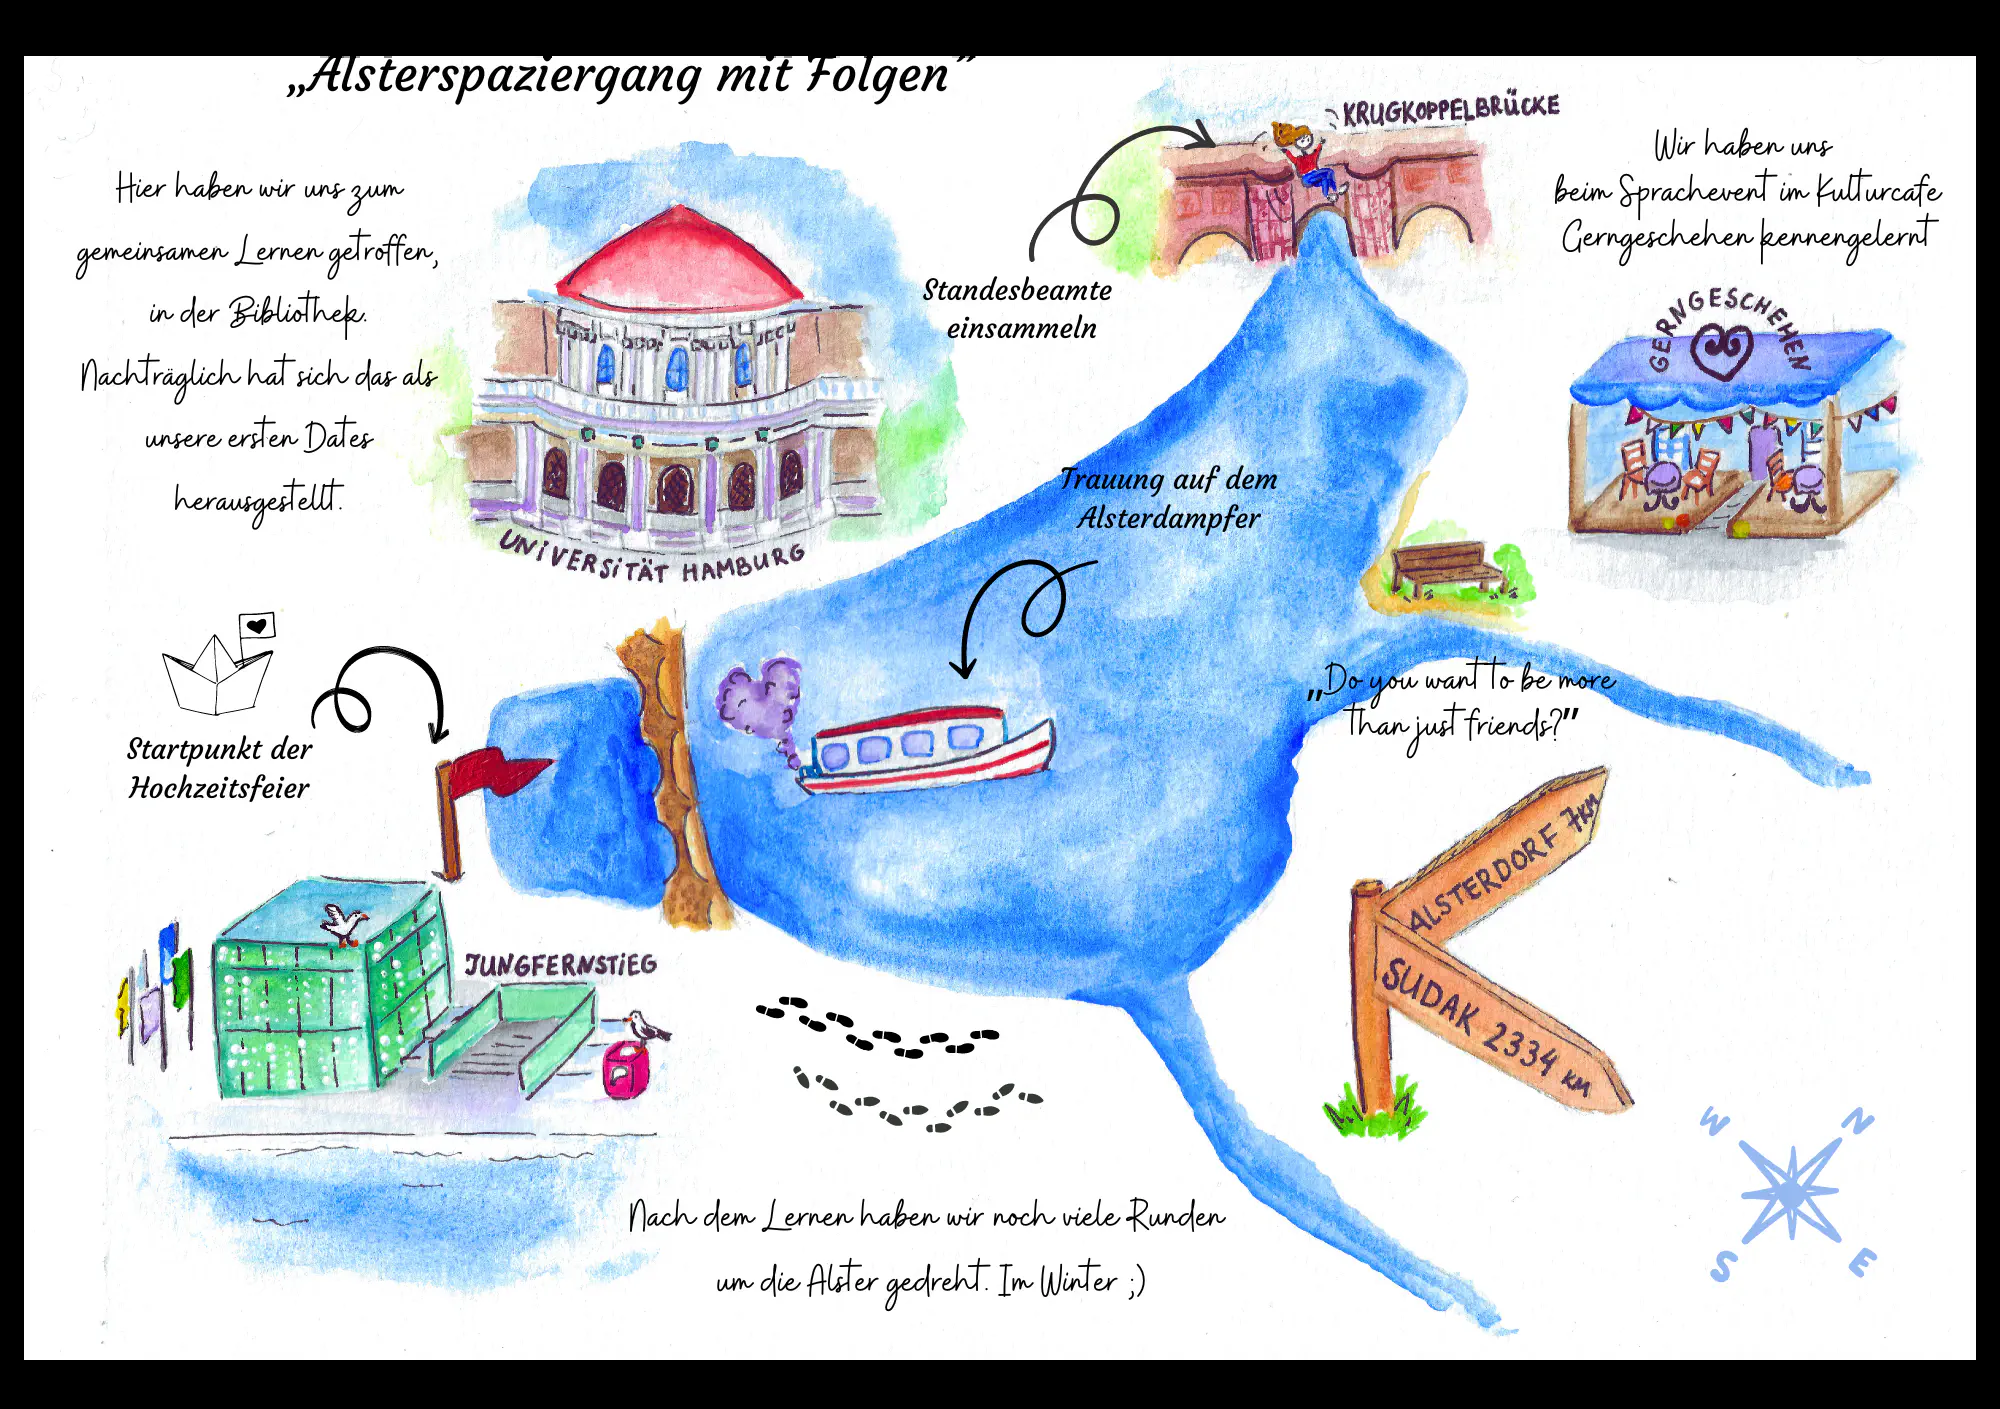 „Alsterspaziergang mit Folgen”
Hier haben wir uns zum
gemeinsamen Lernen getroffen,
in der Bibliothek.
Nachträglich hat sich das als
unsere ersten Dates
herausgestellt.
UNIVERSITÄT HAMBURG
KRUGKOPPELBRÜCKE
Standesbeamte
einsammeln
Wir haben uns
beim Sprachevent im Kulturcafe
Gerngeschehen kennengelernt
GERNGESCHEHEN
Trauung auf dem
Alsterdampfer
Startpunkt der
Hochzeitsfeier
„Do you want to be more
than just friends?”
JUNGFERNSTIEG
ALSTERDORF 7KM
SUDAK 2334 KM
Nach dem Lernen haben wir noch viele Runden
um die Alster gedreht. Im Winter ;)
W N
S E